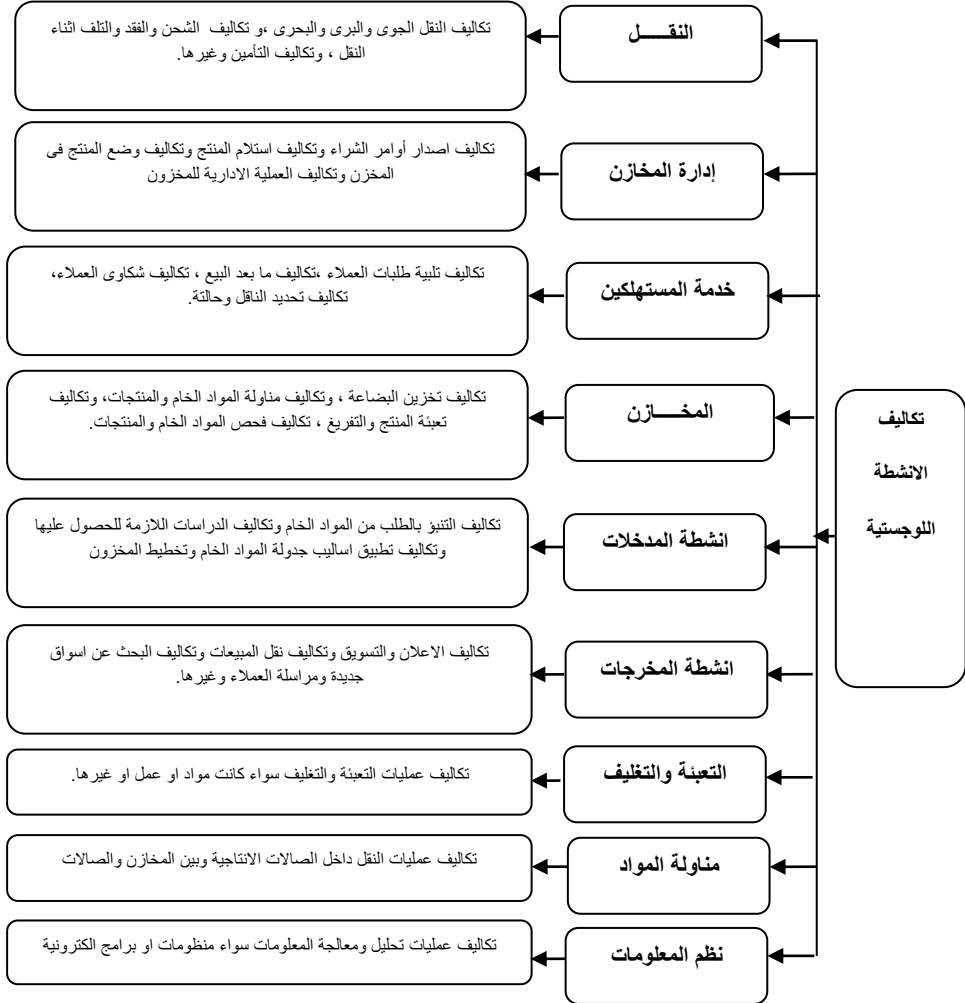 تكاليف
الانشطة
اللوجستية
النقـــــل
تكاليف النقل الجوى والبرى والبحرى ،و تكاليف الشحن والفقد والتلف اثناء
النقل ، وتكاليف التأمين وغيرها.
إدارة المخازن
تكاليف اصدار أوامر الشراء وتكاليف استلام المنتج وتكاليف وضع المنتج فى
المخزن وتكاليف العملية الادارية للمخزون
خدمة المستهلكين
تكاليف تلبية طلبات العملاء ،تكاليف ما بعد البيع ، تكاليف شكاوى العملاء،
تكاليف تحديد الناقل وحالتة.
المخـــــازن
تكاليف تخزين البضاعة ، وتكاليف مناولة المواد الخام والمنتجات، وتكاليف
تعبئة المنتج والتفريغ ، تكاليف فحص المواد الخام والمنتجات.
انشطة المدخلات
تكاليف التنبؤ بالطلب من المواد الخام وتكاليف الدراسات اللازمة للحصول عليها
وتكاليف تطبيق اساليب جدولة المواد الخام وتخطيط المخزون
انشطة المخرجات
تكاليف الاعلان والتسويق وتكاليف نقل المبيعات وتكاليف البحث عن اسواق
جديدة ومراسلة العملاء وغيرها.
التعبئة والتغليف
تكاليف عمليات التعبئة والتغليف سواء كانت مواد او عمل او غيرها.
مناولة المواد
تكاليف عمليات النقل داخل الصالات الانتاجية وبين المخازن والصالات
نظم المعلومات
تكاليف عمليات تحليل ومعالجة المعلومات سواء منظومات او برامج الكترونية